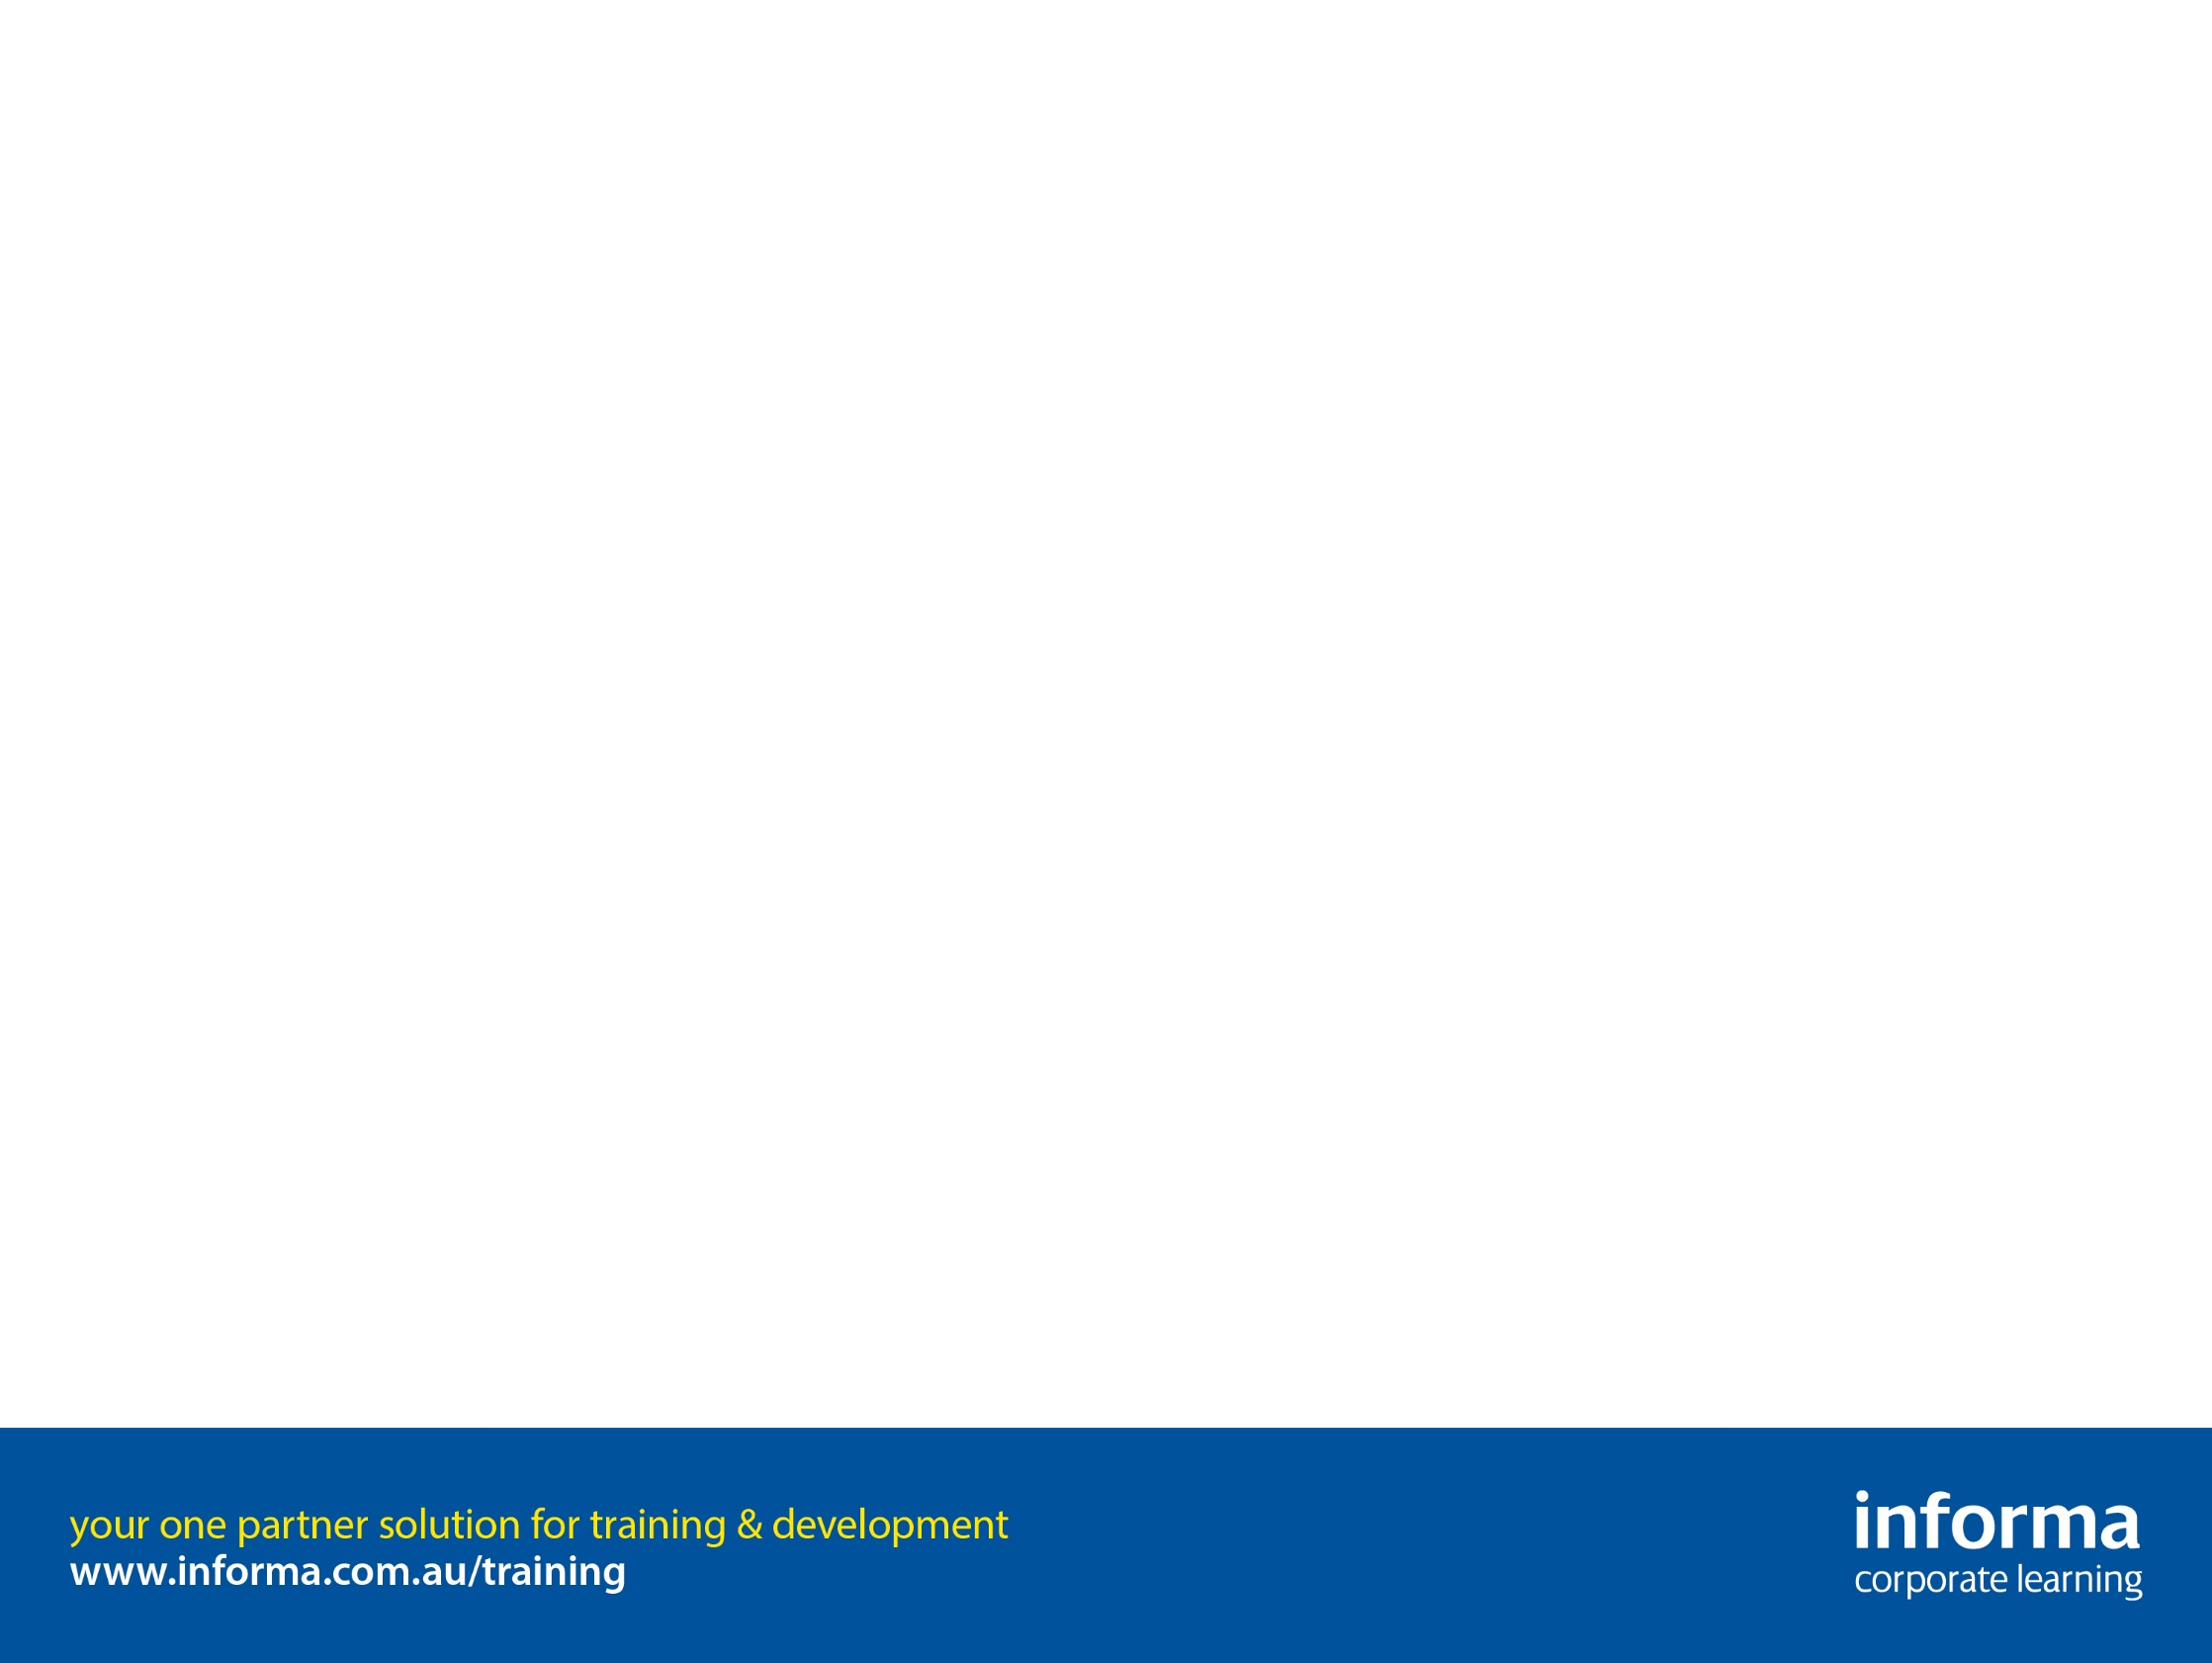 your one partner solution for training & development
www.informa.com.au/training
informa
corporate learning